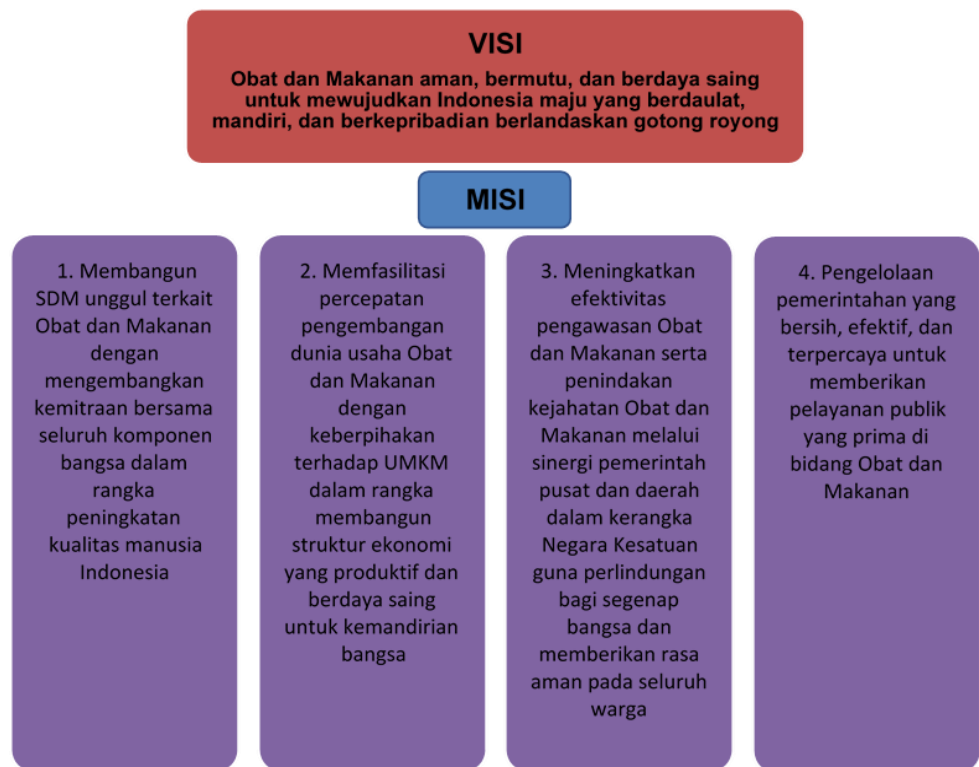 VISI
Obat dan Makanan aman, bermutu, dan berdaya saing
untuk mewujudkan Indonesia maju yang berdaulat,
mandiri, dan berkepribadian berlandaskan gotong royong
MISI
1. Membangun
SDM unggul terkait
Obat dan Makanan
dengan
mengembangkan
kemitraan bersama
seluruh komponen
bangsa dalam
rangka
peningkatan
kualitas manusia
Indonesia
2. Memfasilitasi
percepatan
pengembangan
dunia usaha Obat
dan Makanan
dengan
keberpihakan
terhadap UMKM
dalam rangka
membangun
struktur ekonomi
yang produktif dan
berdaya saing
untuk kemandirian
bangsa
3. Meningkatkan
efektivitas
pengawasan Obat
dan Makanan serta
penindakan
kejahatan Obat dan
Makanan melalui
sinergi pemerintah
pusat dan daerah
dalam kerangka
Negara Kesatuan
guna perlindungan
bagi segenap
bangsa dan
memberikan rasa
aman pada seluruh
warga
4. Pengelolaan
pemerintahan yang
bersih, efektif, dan
terpercaya untuk
memberikan
pelayanan publik
yang prima di
bidang Obat dan
Makanan